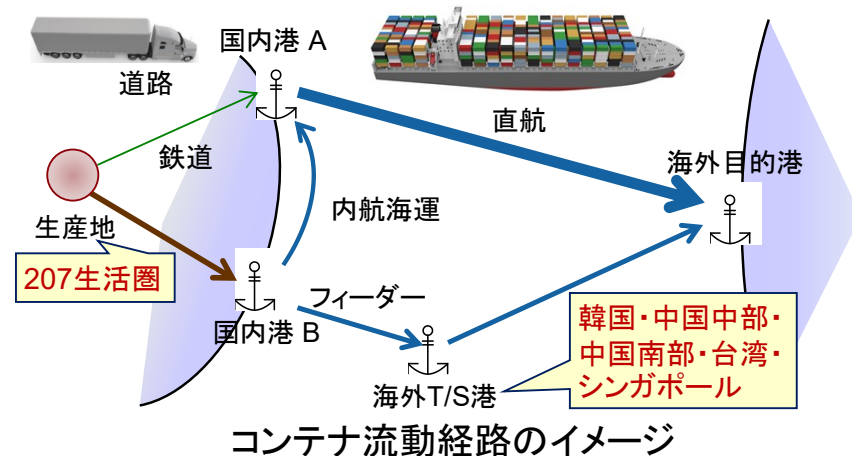 国内港 A
道路
直航
鉄道
海外目的港
内航海運
生産地
207生活圏
フィーダー
国内港 B
韓国・中国中部・
中国南部・台湾・
シンガポール
海外T/S港
コンテナ流動経路のイメージ